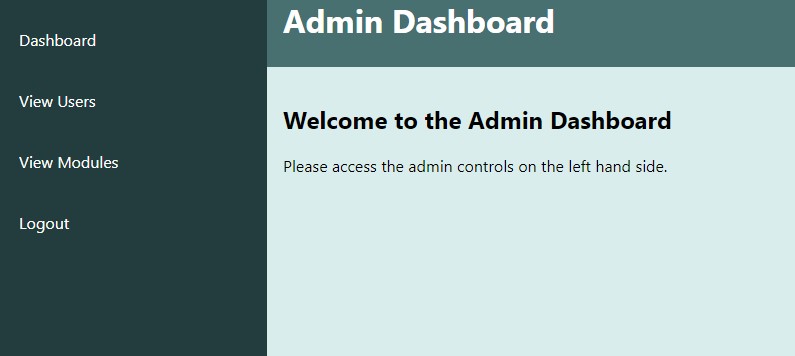 Dashboard
View Users
View Modules
Logout
Admin Dashboard
Welcome to the Admin Dashboard
Please access the admin controls on the left hand side.